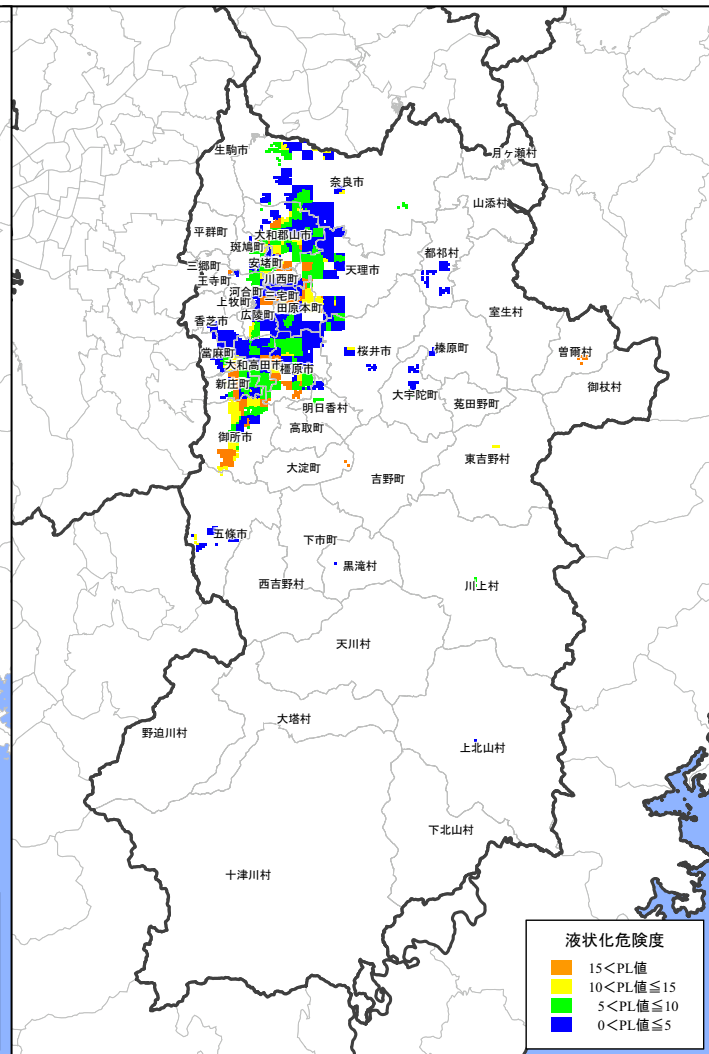 生駒市
月ヶ瀬村
奈良市
山添村
平群町
大和郡山市
斑鳩町
都祁村
三郷町
安堵町
天理市
王寺町
川西町
河合町
三宅町
上牧町
田原本町
室生村
香芝市
広陵町
當麻町
桜井市
榛原町
曽爾村
大和高田市
橿原市
新庄町
大宇陀町
御杖村
明日香村
菟田野町
高取町
御所市
大淀町
東吉野村
吉野町
五條市
下市町
黒滝村
西吉野村
川上村
天川村
大塔村
野迫川村
上北山村
下北山村
十津川村
液状化危険度
15＜PL値
10＜PL値≦15
5＜PL値≦10
0＜PL値≦5